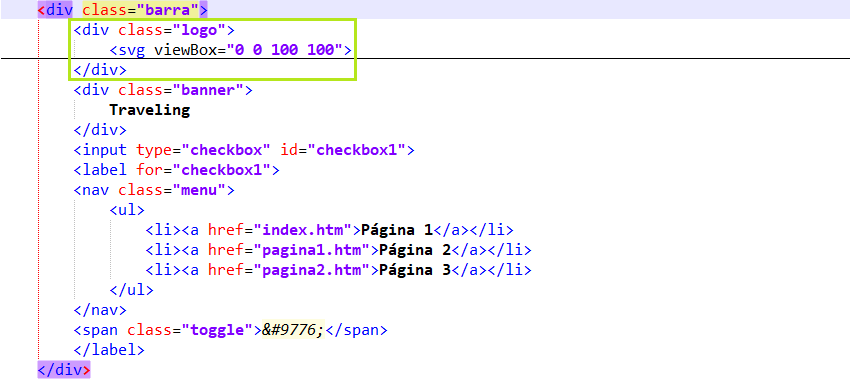 <div class="barra">
<div class="logo">
<svg viewBox="0 0 100 100">
</div>
<div class="banner">
Traveling
</div>
<input type="checkbox" id="checkbox1">
<label for="checkbox1">
<nav class="menu">
<ul>
<li><a href="index.htm">Página 1</a></li>
<li><a href="pagina1.htm">Página 2</a></li>
<li><a href="pagina2.htm">Página 3</a></li>
</ul>
</nav>
<span class="toggle">&#9776;</span>
</label>
</div>